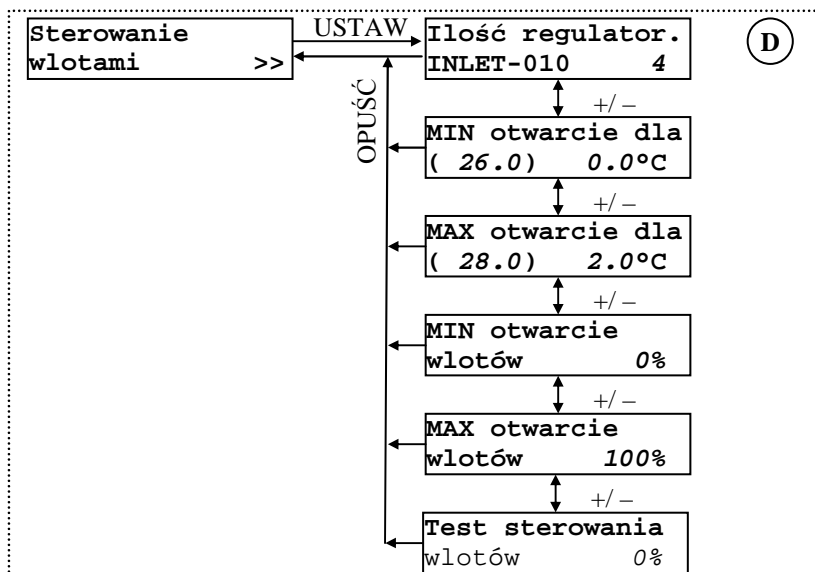 Sterowanie
wlotami >>
USTAW
OPUŚĆ
D
Ilość regulator.
INLET-010 4
+/–
MIN otwarcie dla
( 26.0) 0.0°C
+/–
MAX otwarcie dla
( 28.0) 2.0°C
+/–
MIN otwarcie
wlotów 0%
+/–
MAX otwarcie
wlotów 100%
+/–
Test sterowania
wlotów 0%